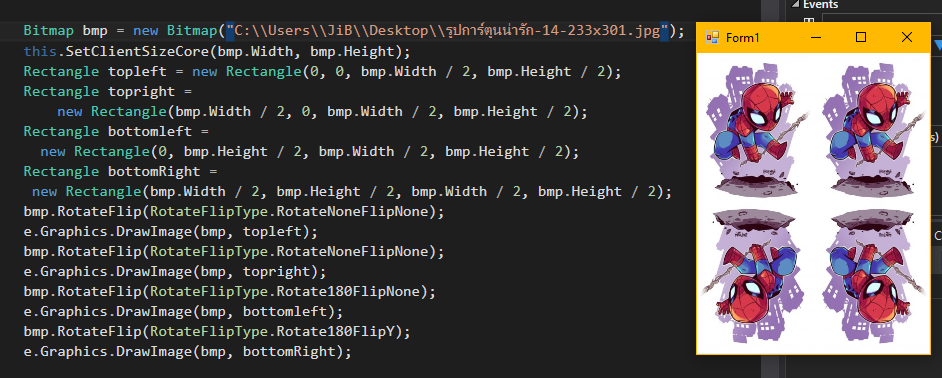 Bitmap bmp = new Bitmap("C:\\Users\\JiB\\Desktop\\รูปการ์ตูนน่ารัก-14-233x301.jpg");
this.SetClientSizeCore(bmp.Width, bmp.Height);
Rectangle topleft = new Rectangle(0, 0, bmp.Width / 2, bmp.Height / 2);
Rectangle topright =
new Rectangle(bmp.Width / 2, 0, bmp.Width / 2, bmp.Height / 2);
Rectangle bottomleft =
new Rectangle(0, bmp.Height / 2, bmp.Width / 2, bmp.Height / 2);
Rectangle bottomRight =
new Rectangle(bmp.Width / 2, bmp.Height / 2, bmp.Width / 2, bmp.Height / 2);
bmp.RotateFlip(RotateFlipType.RotateNoneFlipNone);
e.Graphics.DrawImage(bmp, topleft);
bmp.RotateFlip(RotateFlipType.RotateNoneFlipNone);
e.Graphics.DrawImage(bmp, topright);
bmp.RotateFlip(RotateFlipType.Rotate180FlipNone);
e.Graphics.DrawImage(bmp, bottomleft);
bmp.RotateFlip(RotateFlipType.Rotate180FlipY);
e.Graphics.DrawImage(bmp, bottomRight);
Form1
Events
s)
C